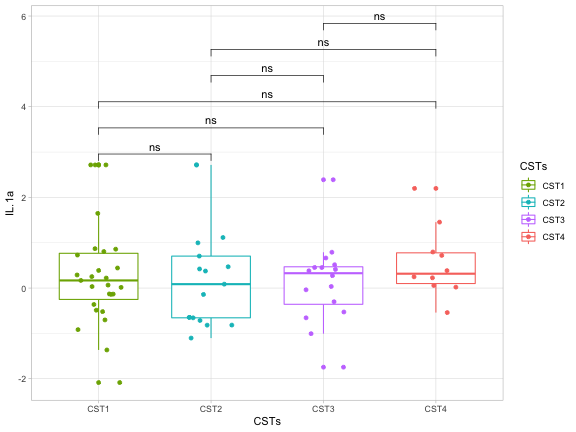 6
4
2
0
-2
IL.1a
ns
ns
ns
ns
ns
ns
CST1
CST2
CST3
CST4
CSTs
CSTs
CST1
CST2
CST3
CST4